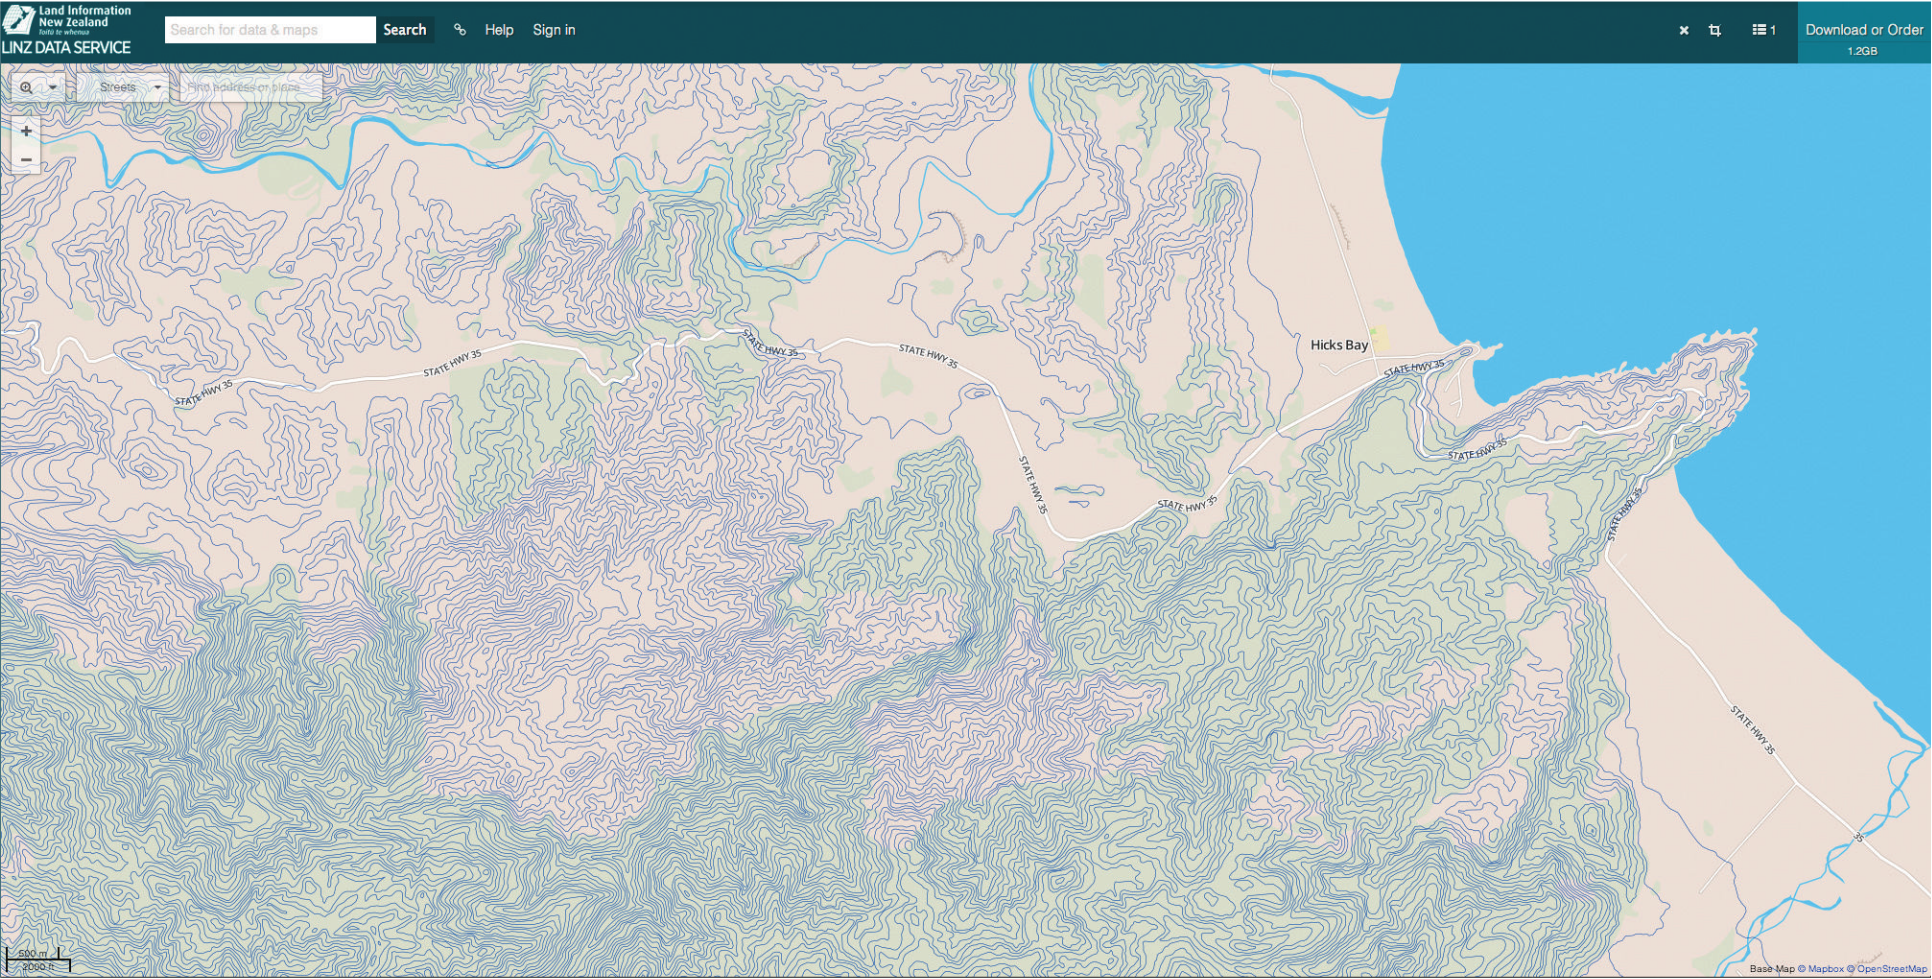 Land Information
New Zealand
Toitū te whenua
LINZ DATA SERVICE
Search for data & maps
Search
Help
Sign in
1
Download or Order
1.2GB
Streets
Find address or place
+
−
STATE HWY 35
STATE HWY 35
STATE HWY 35
STATE HWY 35
Hicks Bay
STATE HWY 35
STATE HWY 35
STATE HWY 35
STATE HWY 35
STATE HWY 35
STATE HWY 35
35
500 m
2000 ft
Base Map © Mapbox © OpenStreetMap